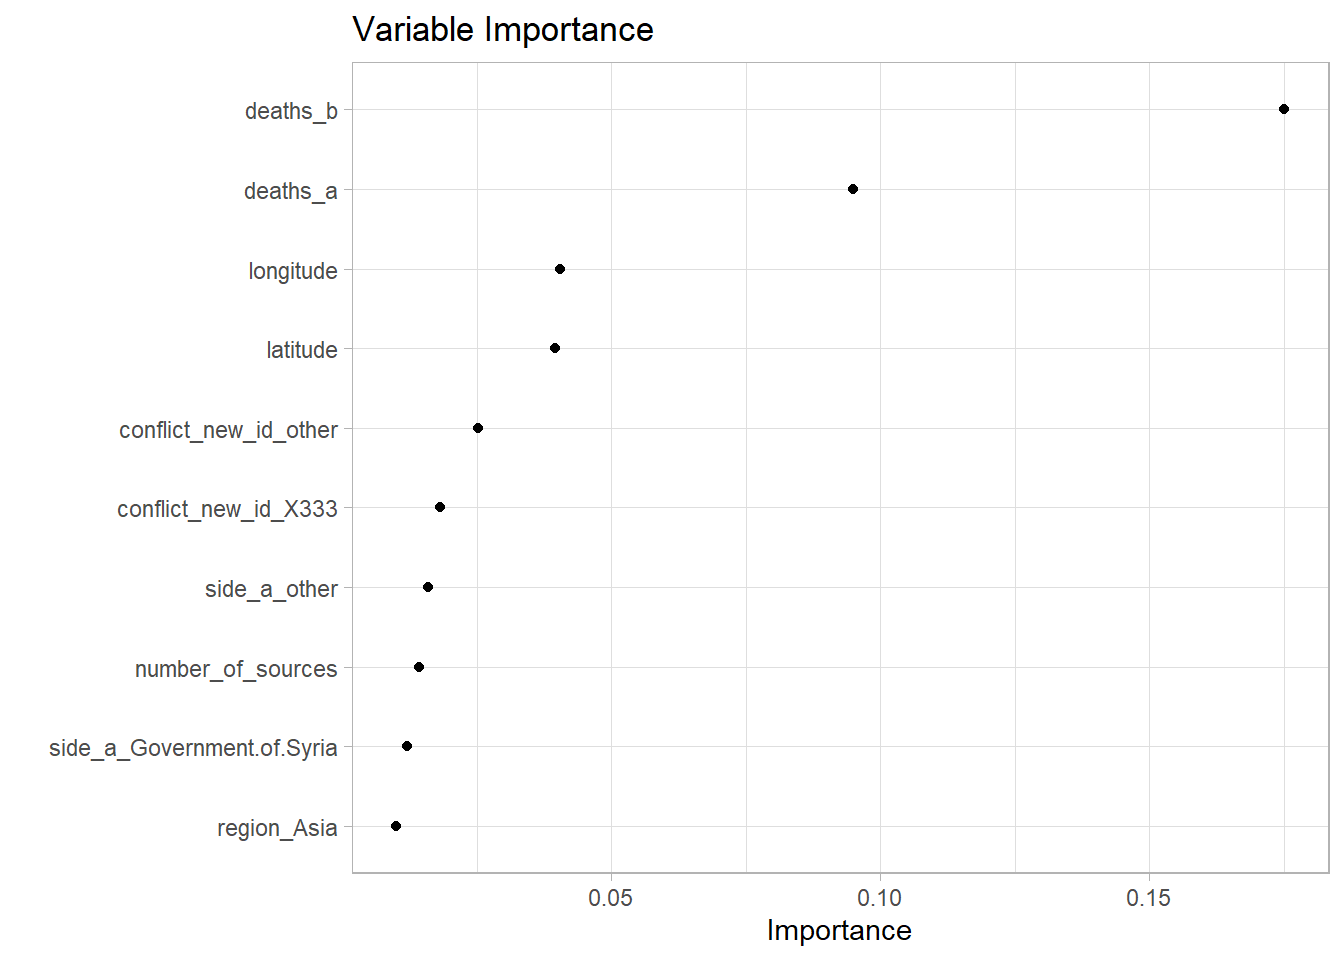 Variable Importance
deaths_b
deaths_a
longitude
latitude
conflict_new_id_other
conflict_new_id_X333
side_a_other
number_of_sources
side_a_Government.of.Syria
region_Asia
0.05 0.10 0.15
Importance